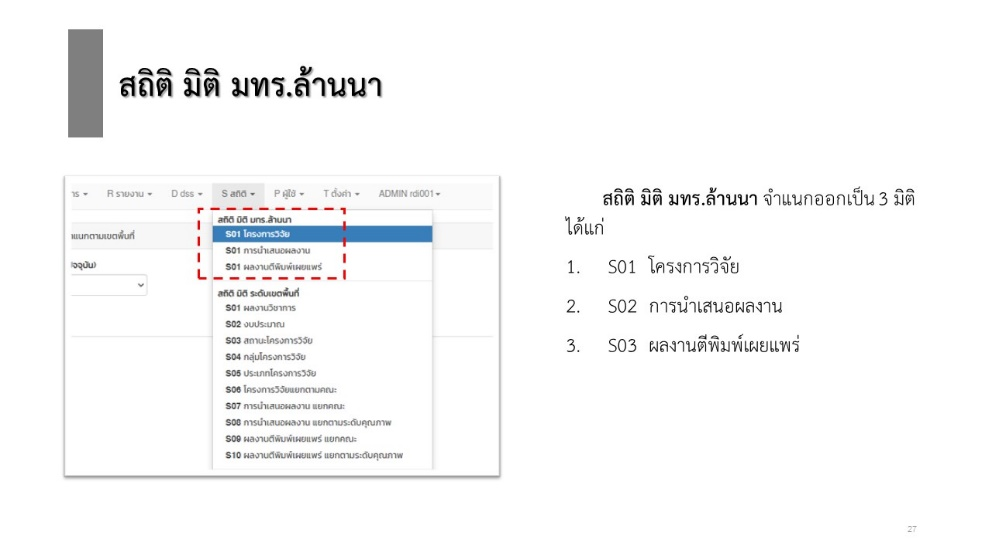 สถิติ มิติ มทร.ล้านนา
าร
R รายงาน
D dss
S สถิติ
P ผู้ใช้
T ตั้งค่า
ADMIN rdi001
สถิติ มิติ มทร.ล้านนา
S01 โครงการวิจัย
S01 การนำเสนอผลงาน
S01 ผลงานตีพิมพ์เผยแพร่
แนกตามเขตพื้นที่
ัจจุบัน)
สถิติ มิติ ระดับเขตพื้นที่
S01 ผลงานวิชาการ
S02 งบประมาณ
S03 สถานะโครงการวิจัย
S04 กลุ่มโครงการวิจัย
S05 ประเภทโครงการวิจัย
S06 โครงการวิจัยแยกตามคณะ
S07 การนำเสนอผลงาน แยกคณะ
S08 การนำเสนอผลงาน แยกตามระดับคุณภาพ
S09 ผลงานตีพิมพ์เผยแพร่ แยกคณะ
S10 ผลงานตีพิมพ์เผยแพร่ แยกตามระดับคุณภาพ
สถิติ มิติ มทร.ล้านนา จำแนกออกเป็น 3 มิติ
ได้แก่
1. S01 โครงการวิจัย
2. S02 การนำเสนอผลงาน
3. S03 ผลงานตีพิมพ์เผยแพร่
27